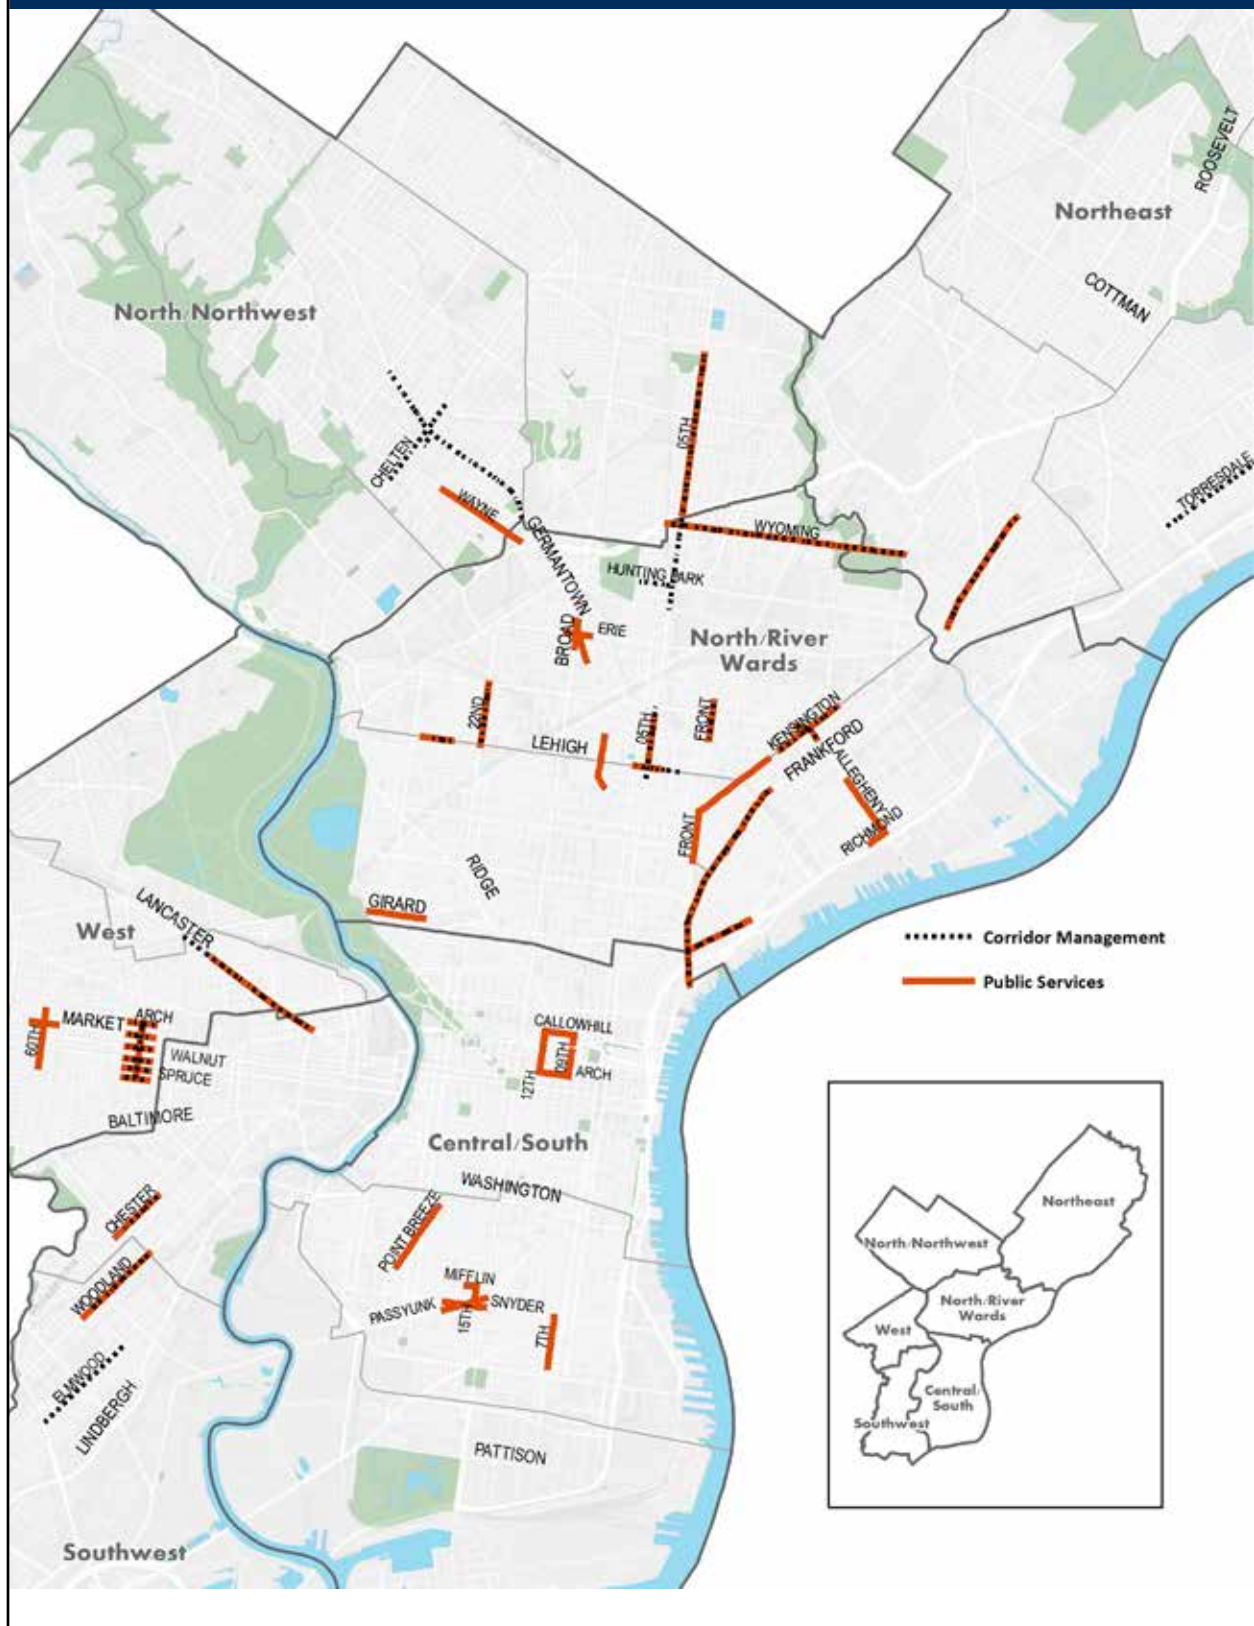 ROOSEVELT
Northeast
COTTMAN
North/Northwest
05TH
CHELTEN
TORRESDALE
WAYNE
GERMANTOWN
WYOMING
HUNTING PARK
BROAD
ERIE
North/River
Wards
22ND
LEHIGH
05TH
FRONT
KENSINGTON
FRANKFORD
ALLEGHENY
RICHMOND
FRONT
RIDGE
GIRARD
LANCASTER
West
Corridor Management
Public Services
60TH
MARKET
ARCH
WALNUT
SPRUCE
BALTIMORE
CALLOWHILL
09TH
12TH
ARCH
Central/South
WASHINGTON
CHESTER
POINT BREEZE
WOODLAND
MIFFLIN
PASSYUNK
15TH
SNYDER
7TH
ELMWOOD
LINDBERGH
PATTISON
Southwest
Northeast
North/Northwest
North/River
Wards
West
Central/
South
Southwest